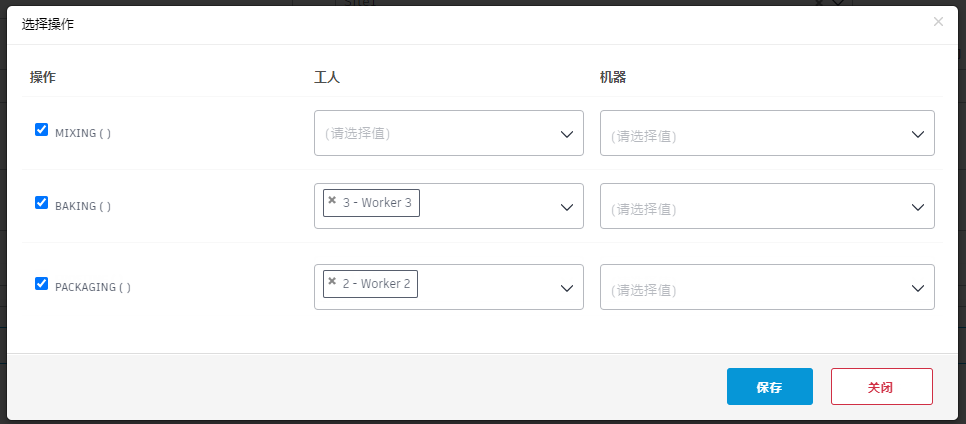 Site1
选择操作
操作 工人 机器
MIXING ( ) (请选择值) (请选择值)
BAKING ( ) 3 - Worker 3 (请选择值)
PACKAGING ( ) 2 - Worker 2 (请选择值)
保存 关闭